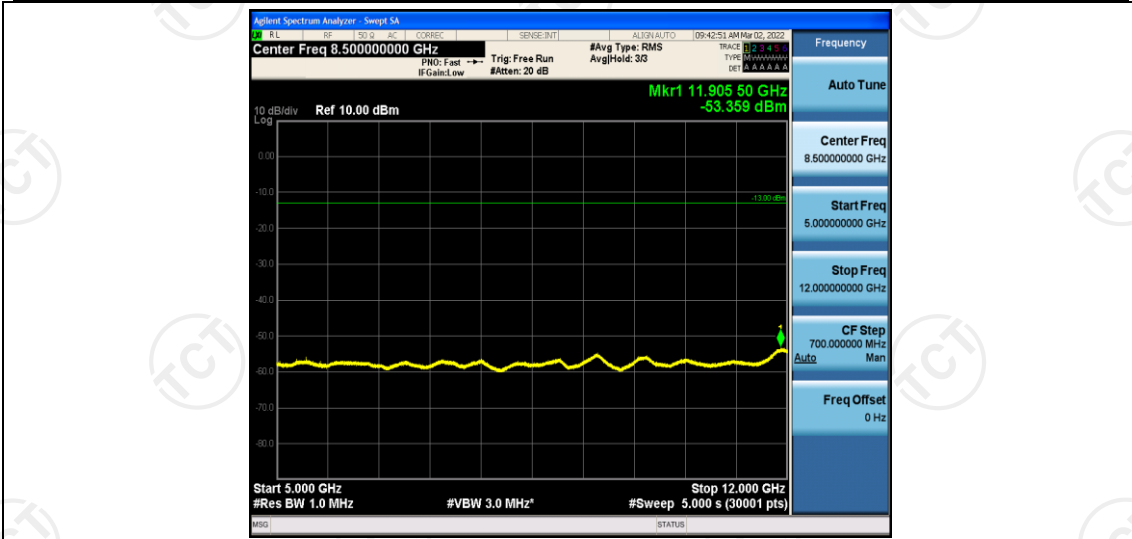 Agilent Spectrum Analyzer - Swept SA
RL RF 50 Ω AC CORREC SENSE:INT ALIGN AUTO 09:42:51 AM Mar 02, 2022
Center Freq 8.500000000 GHz
PNO: Fast
IFGain:Low
Trig: Free Run
#Atten: 20 dB
#Avg Type: RMS
Avg|Hold: 3/3
TRACE 1 2 3 4 5 6
TYPE M
DET A A A A A A
Mkr1 11.905 50 GHz
-53.359 dBm
10 dB/div Ref 10.00 dBm
Log
0.00
-10.0
-13.00 dBm
-20.0
-30.0
-40.0
-50.0
-60.0
-70.0
-80.0
1
Start 5.000 GHz Stop 12.000 GHz
#Res BW 1.0 MHz #VBW 3.0 MHz* #Sweep 5.000 s (30001 pts)
MSG STATUS
Frequency
Auto Tune
Center Freq
8.500000000 GHz
Start Freq
5.000000000 GHz
Stop Freq
12.000000000 GHz
CF Step
700.000000 MHz
Auto Man
Freq Offset
0 Hz
TCT
TCT
TCT
TCT